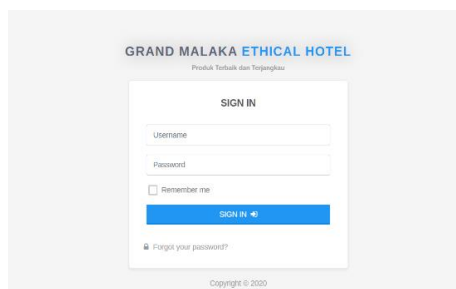 GRAND MALAKA ETHICAL HOTEL
Produk Terbaik dan Terjangkau
SIGN IN
Username
Password
Remember me
SIGN IN
Forgot your password?
Copyright © 2020